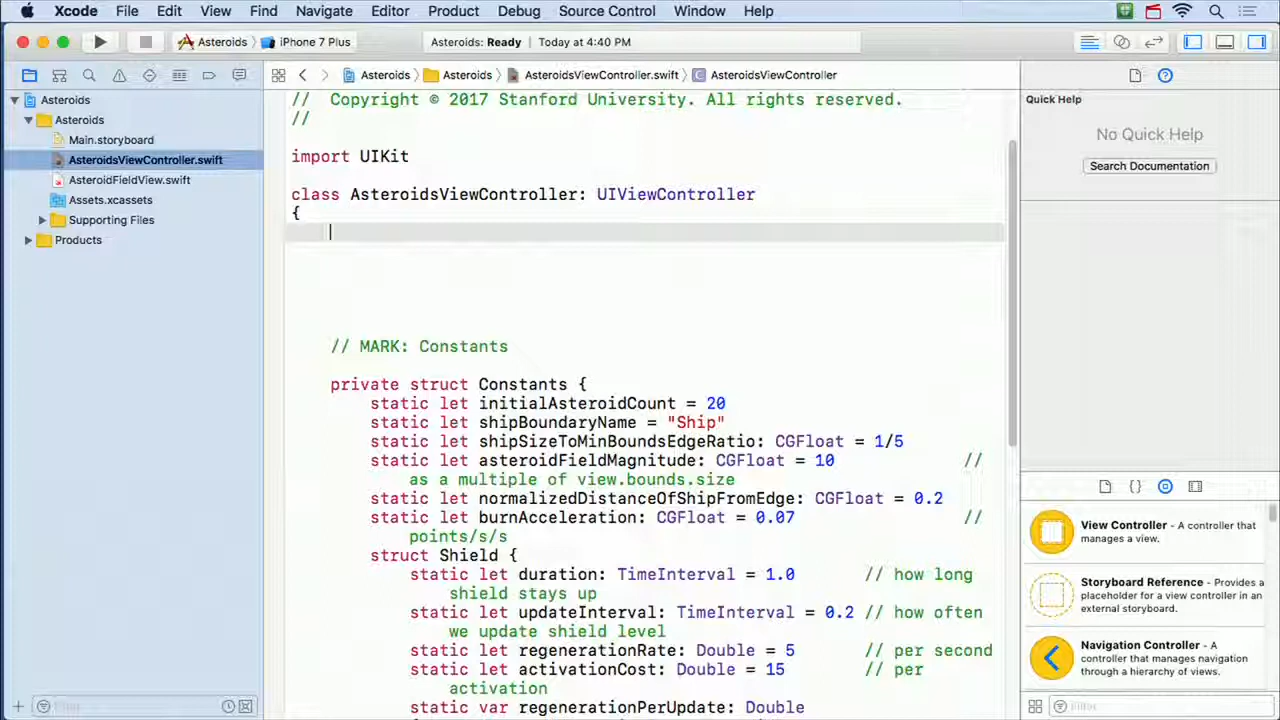 Xcode File Edit View Find Navigate Editor Product Debug Source Control Window Help
Asteroids iPhone 7 Plus Asteroids: Ready Today at 4:40 PM
Asteroids Asteroids AsteroidsViewController.swift C AsteroidsViewController
Asteroids
Asteroids
Main.storyboard
AsteroidsViewController.swift
AsteroidFieldView.swift
Assets.xcassets
Supporting Files
Products
Filter
// Copyright © 2017 Stanford University. All rights reserved.
//
import UIKit
class AsteroidsViewController: UIViewController
{
// MARK: Constants
private struct Constants {
static let initialAsteroidCount = 20
static let shipBoundaryName = "Ship"
static let shipSizeToMinBoundsEdgeRatio: CGFloat = 1/5
static let asteroidFieldMagnitude: CGFloat = 10 //
as a multiple of view.bounds.size
static let normalizedDistanceOfShipFromEdge: CGFloat = 0.2
static let burnAcceleration: CGFloat = 0.07 //
points/s/s
struct Shield {
static let duration: TimeInterval = 1.0 // how long
shield stays up
static let updateInterval: TimeInterval = 0.2 // how often
we update shield level
static let regenerationRate: Double = 5 // per second
static let activationCost: Double = 15 // per
activation
static var regenerationPerUpdate: Double
Quick Help
No Quick Help
Search Documentation
{}
View Controller - A controller that
manages a view.
Storyboard Reference - Provides a
placeholder for a view controller in an
external storyboard.
Navigation Controller - A
controller that manages navigation
through a hierarchy of views.
Filter